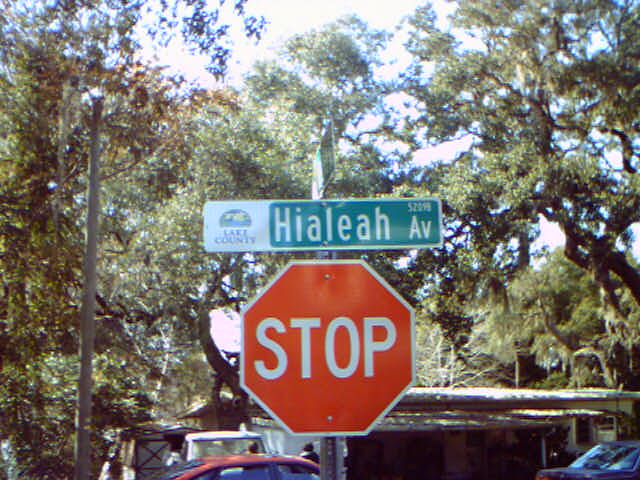 52098
Hialeah Av
LAKE
COUNTY
STOP